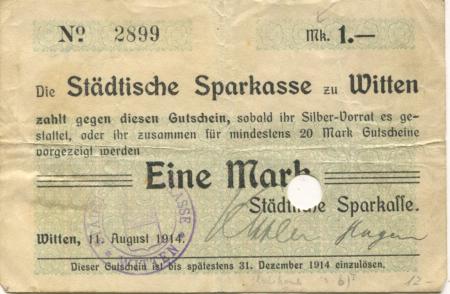 No 2899 Mk. 1.—
Die Städtische Sparkasse zu Witten
zahlt gegen diesen Gutschein, sobald ihr Silber-Vorrat es ge-
stattet, oder ihr zusammen für mindestens 20 Mark Gutscheine
vorgezeigt werden
Eine Mark
Städtische Sparkasse.
Witten, 11. August 1914.
Dieser Gutschein ist bis spätestens 31. Dezember 1914 einzulösen.
12-